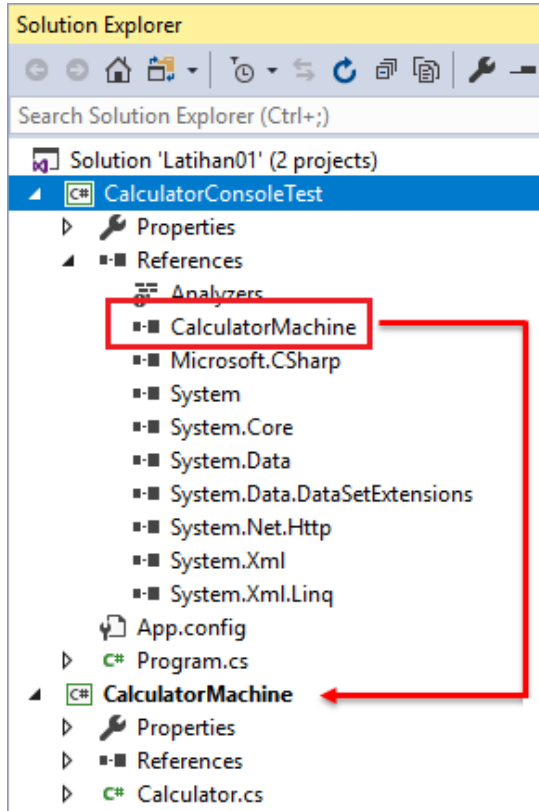 Solution Explorer
Search Solution Explorer (Ctrl+;)
Solution 'Latihan01' (2 projects)
C# CalculatorConsoleTest
Properties
References
Analyzers
CalculatorMachine
Microsoft.CSharp
System
System.Core
System.Data
System.Data.DataSetExtensions
System.Net.Http
System.Xml
System.Xml.Linq
App.config
C# Program.cs
C# CalculatorMachine
Properties
References
C# Calculator.cs